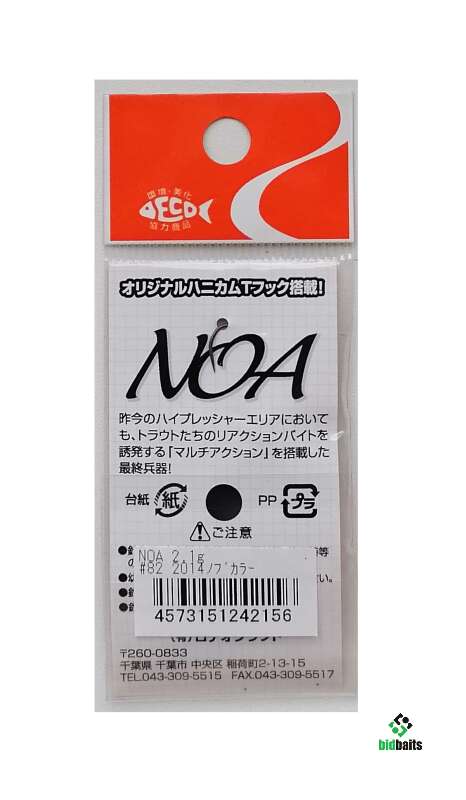 環境・美化
ECO
協力商品
オリジナルハニカムTフック搭載!
NOA
昨今のハイプレッシャーエリアにおいて
も、トラウトたちのリアクションバイトを
誘発する「マルチアクション」を搭載した
最終兵器!
台紙 紙 PP プラ
ご注意
NOA 2.1g
#82 2014ノブカラー
4573151242156
〒260-0833
千葉県 千葉市 中央区 稲荷町2-13-15
TEL.043-309-5515 FAX.043-309-5517
bidbaits